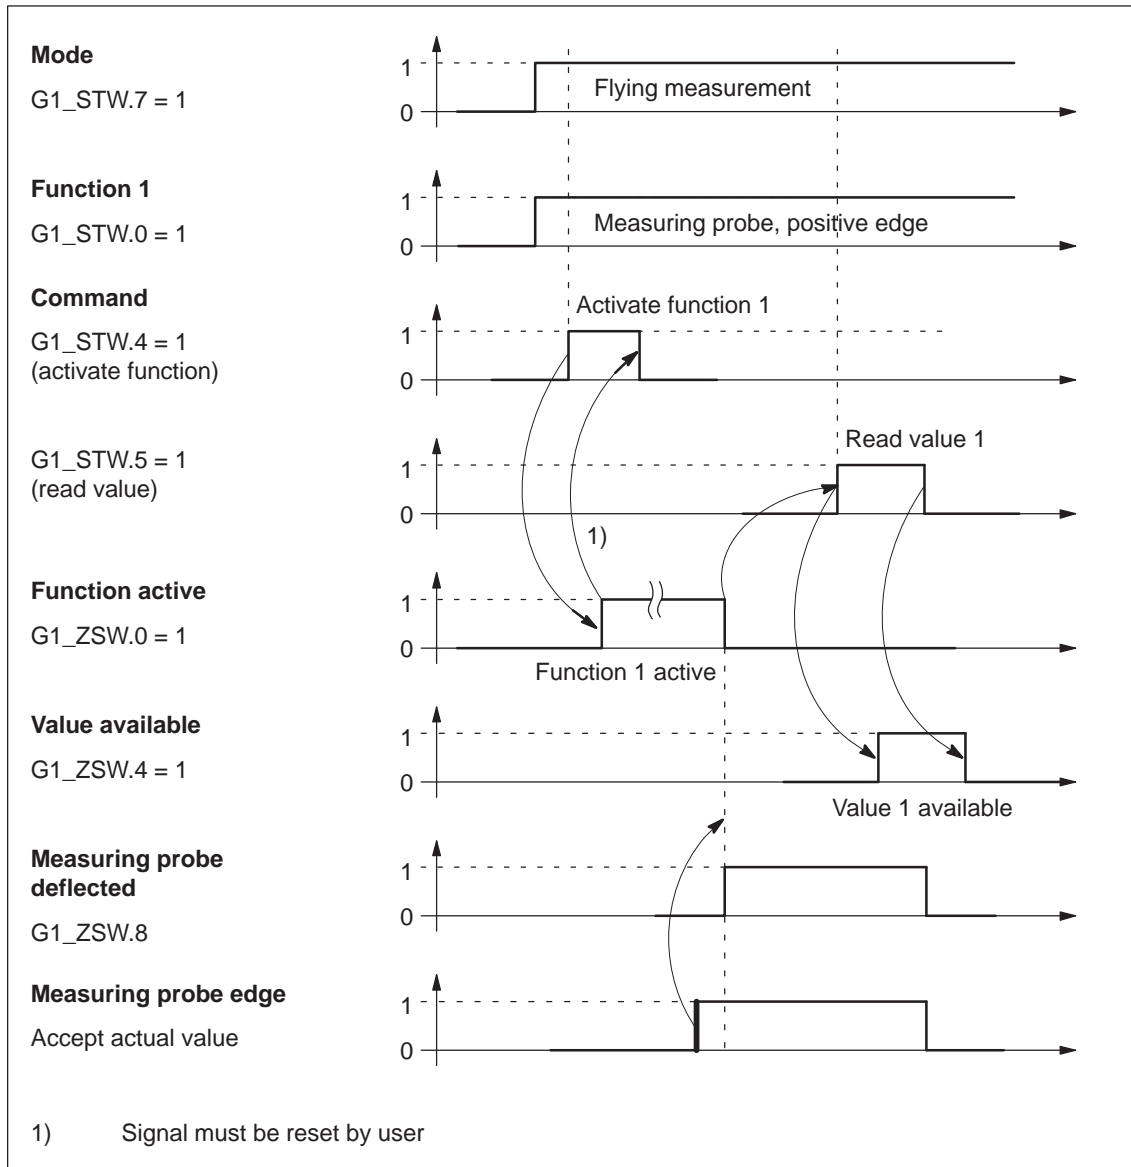 Mode
G1_STW.7 = 1
1
0
Flying measurement
Function 1
G1_STW.0 = 1
1
0
Measuring probe, positive edge
Command
G1_STW.4 = 1
(activate function)
Activate function 1
1
0
G1_STW.5 = 1
(read value)
Read value 1
1
0
1)
Function active
G1_ZSW.0 = 1
1
0
Function 1 active
Value available
G1_ZSW.4 = 1
1
0
Value 1 available
Measuring probe
deflected
G1_ZSW.8
1
0
Measuring probe edge
Accept actual value
1
0
1) Signal must be reset by user